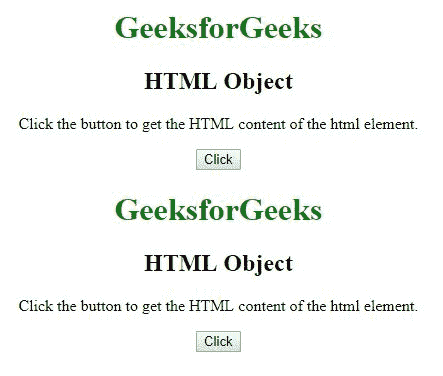 GeeksforGeeks
HTML Object
Click the button to get the HTML content of the html element.
Click
GeeksforGeeks
HTML Object
Click the button to get the HTML content of the html element.
Click